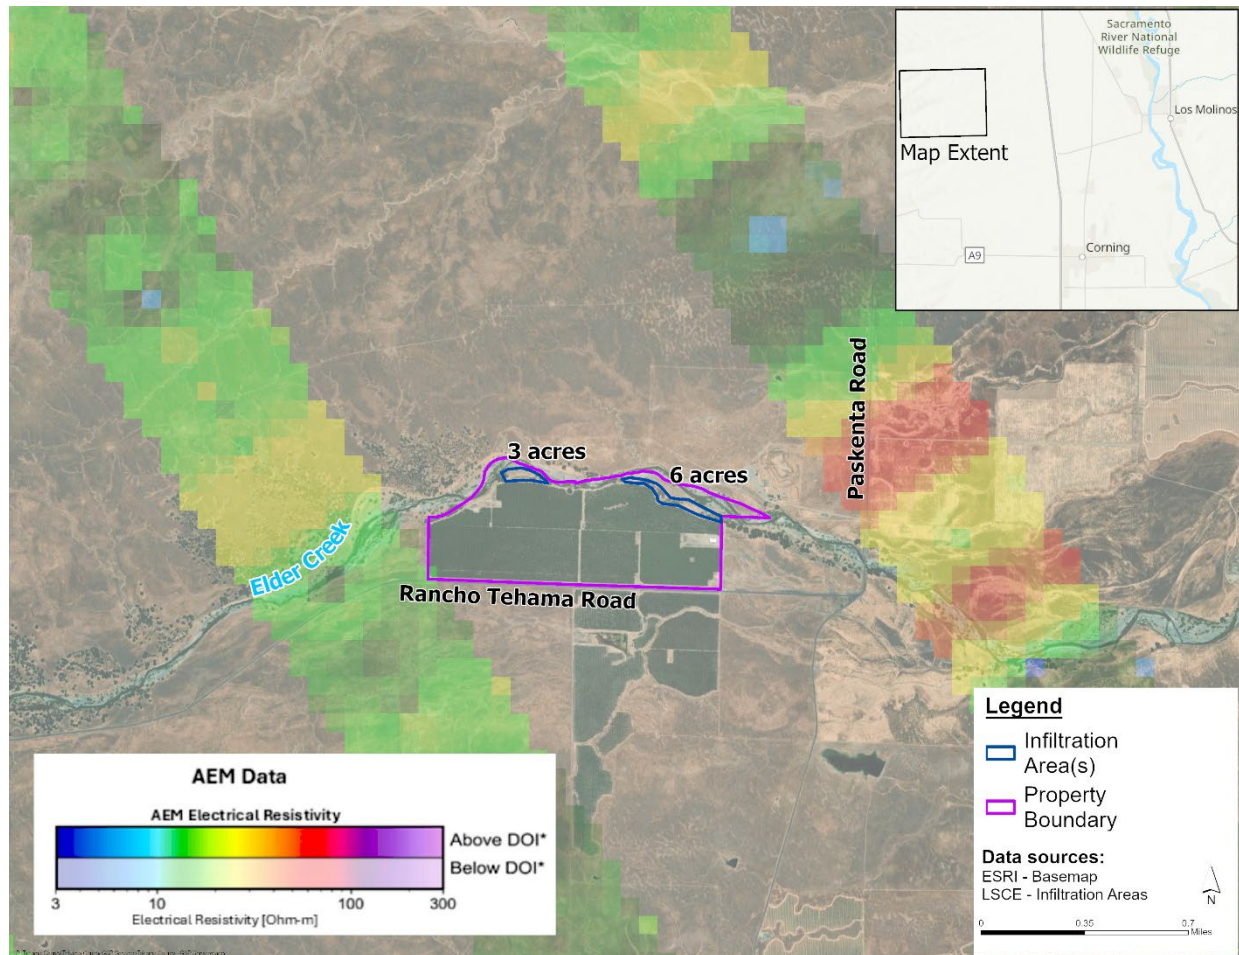 Sacramento
River National
Wildlife Refuge
Los Molinos
Map Extent
Corning
A9
Paskenta Road
3 acres
6 acres
Elder Creek
Rancho Tehama Road
Legend
Infiltration
Area(s)
Property
Boundary
Data sources:
ESRI - Basemap
LSCE - Infiltration Areas
N
0
0.35
0.7
Miles
AEM Data
AEM Electrical Resistivity
Above DOI*
Below DOI*
3
10
100
300
Electrical Resistivity [Ohm-m]